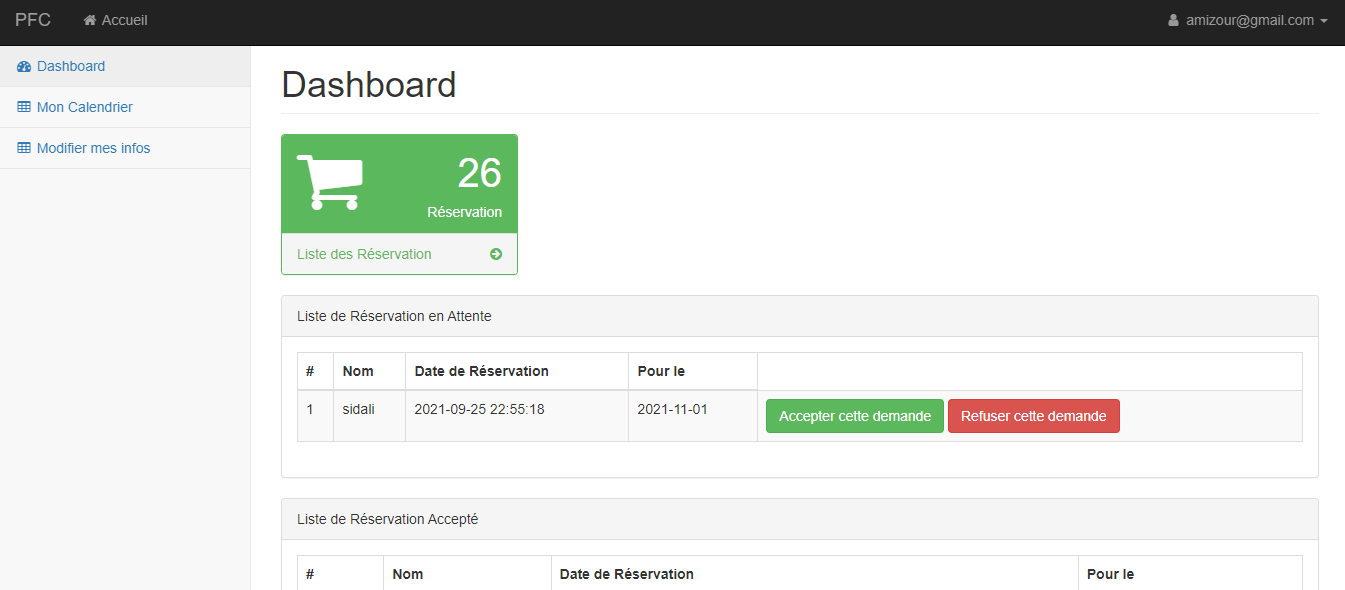 PFC Accueil amizour@gmail.com
Dashboard
Mon Calendrier
Modifier mes infos
Dashboard
26
Réservation
Liste des Réservation
Liste de Réservation en Attente
# Nom Date de Réservation Pour le
1 sidali 2021-09-25 22:55:18 2021-11-01 Accepter cette demande Refuser cette demande
Liste de Réservation Accepté
# Nom Date de Réservation Pour le